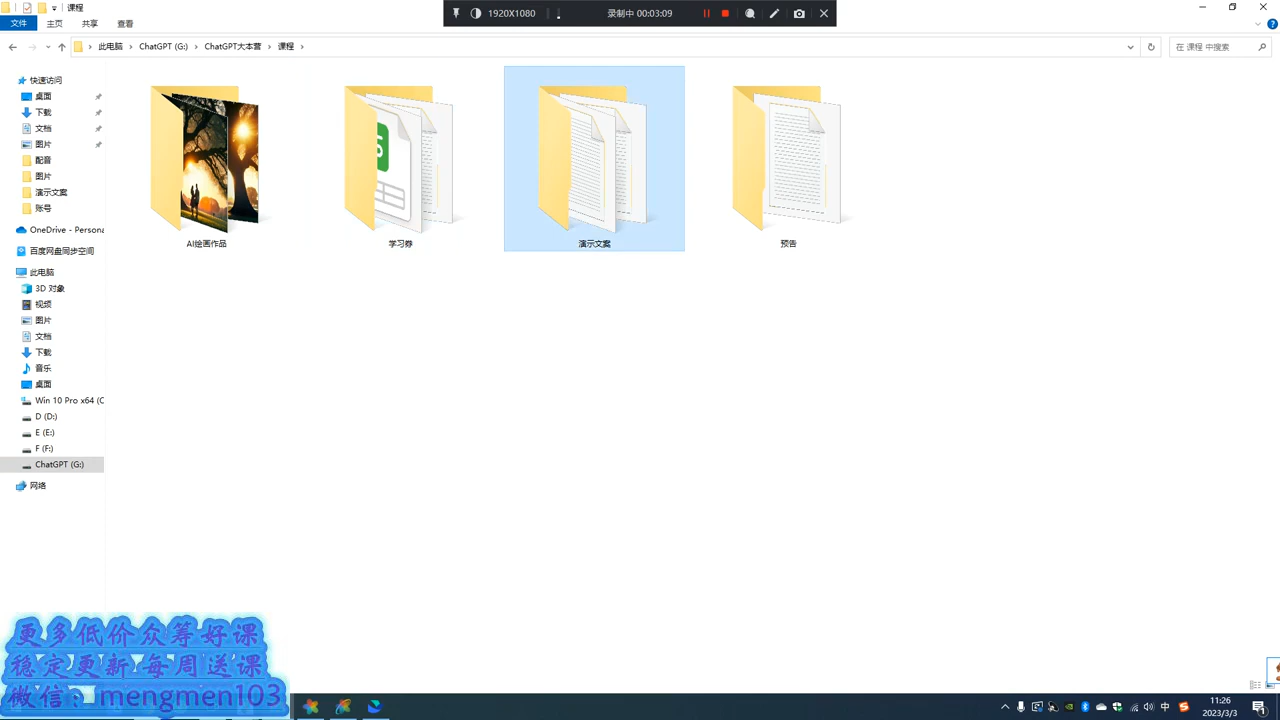 课程
1920X1080
录制中 00:03:09
文件
主页
共享
查看
此电脑 > ChatGPT (G:) > ChatGPT大本营 > 课程 >
在 课程 中搜索
快速访问
桌面
下载
文档
图片
配音
图片
演示文案
账号
OneDrive - Persona
百度网盘同步空间
此电脑
3D 对象
视频
图片
文档
下载
音乐
桌面
Win 10 Pro x64 (C
D (D:)
E (E:)
F (F:)
ChatGPT (G:)
网络
AI绘画作品
学习券
演示文案
预告
更多低价众筹好课
稳定更新 每周送课
微信：mengmen103
中
11:26
2023/3/3
1